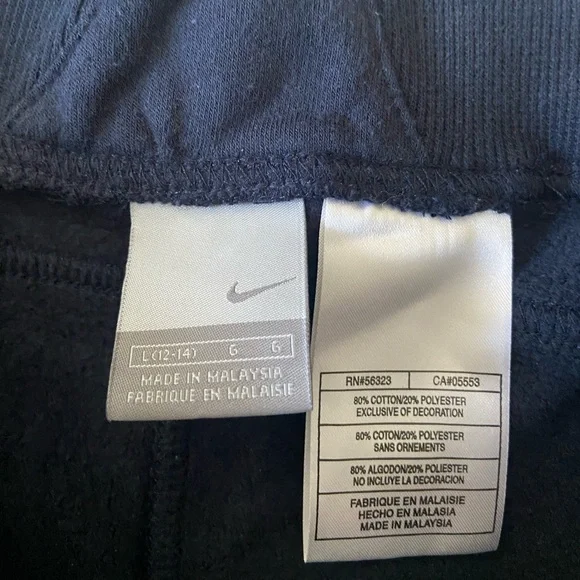 L(12-14) G G
MADE IN MALAYSIA
FABRIQUE EN MALAISIE
RN#56323 CA#05553
80% COTTON/20% POLYESTER
EXCLUSIVE OF DECORATION
80% COTON/20% POLYESTER
SANS ORNEMENTS
80% ALGODON/20% POLIESTER
NO INCLUYE LA DECORACION
FABRIQUE EN MALAISIE
HECHO EN MALASIA
MADE IN MALAYSIA